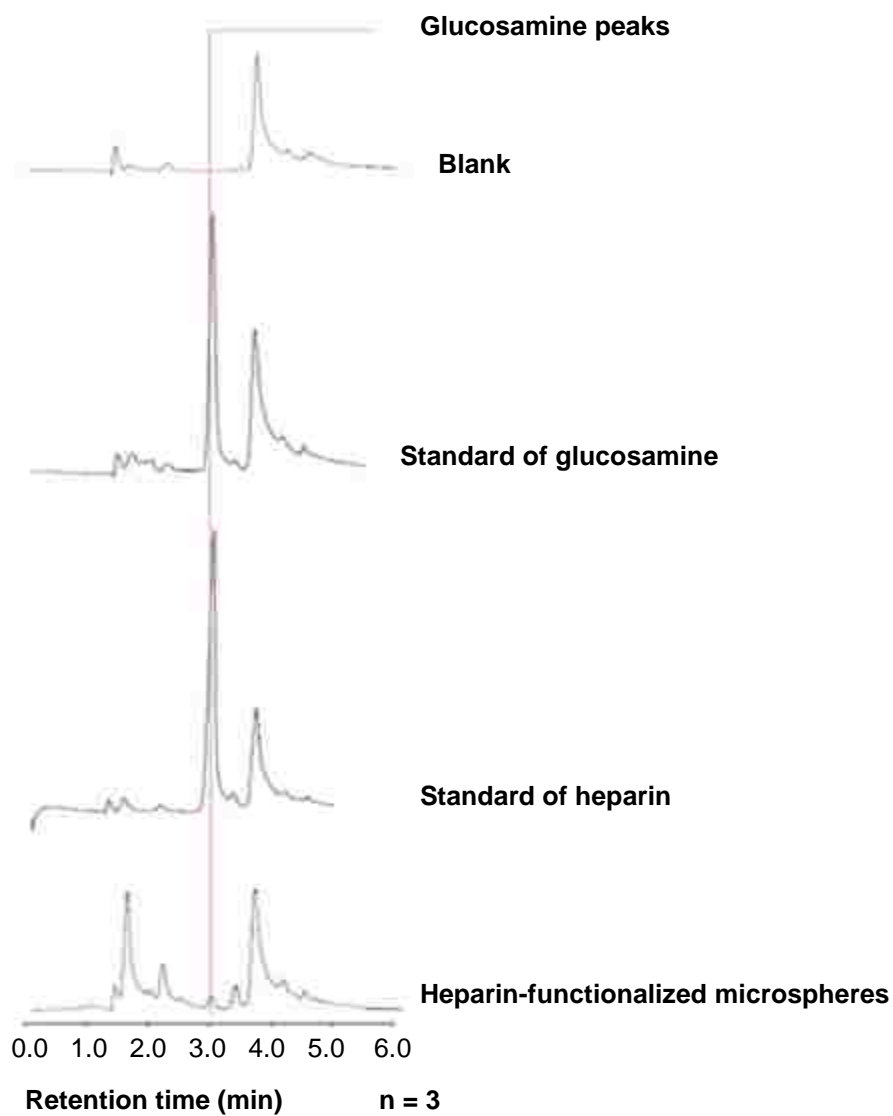 Glucosamine peaks
Blank
Standard of glucosamine
Standard of heparin
Heparin-functionalized microspheres
0.0 1.0 2.0 3.0 4.0 5.0 6.0
Retention time (min) n = 3